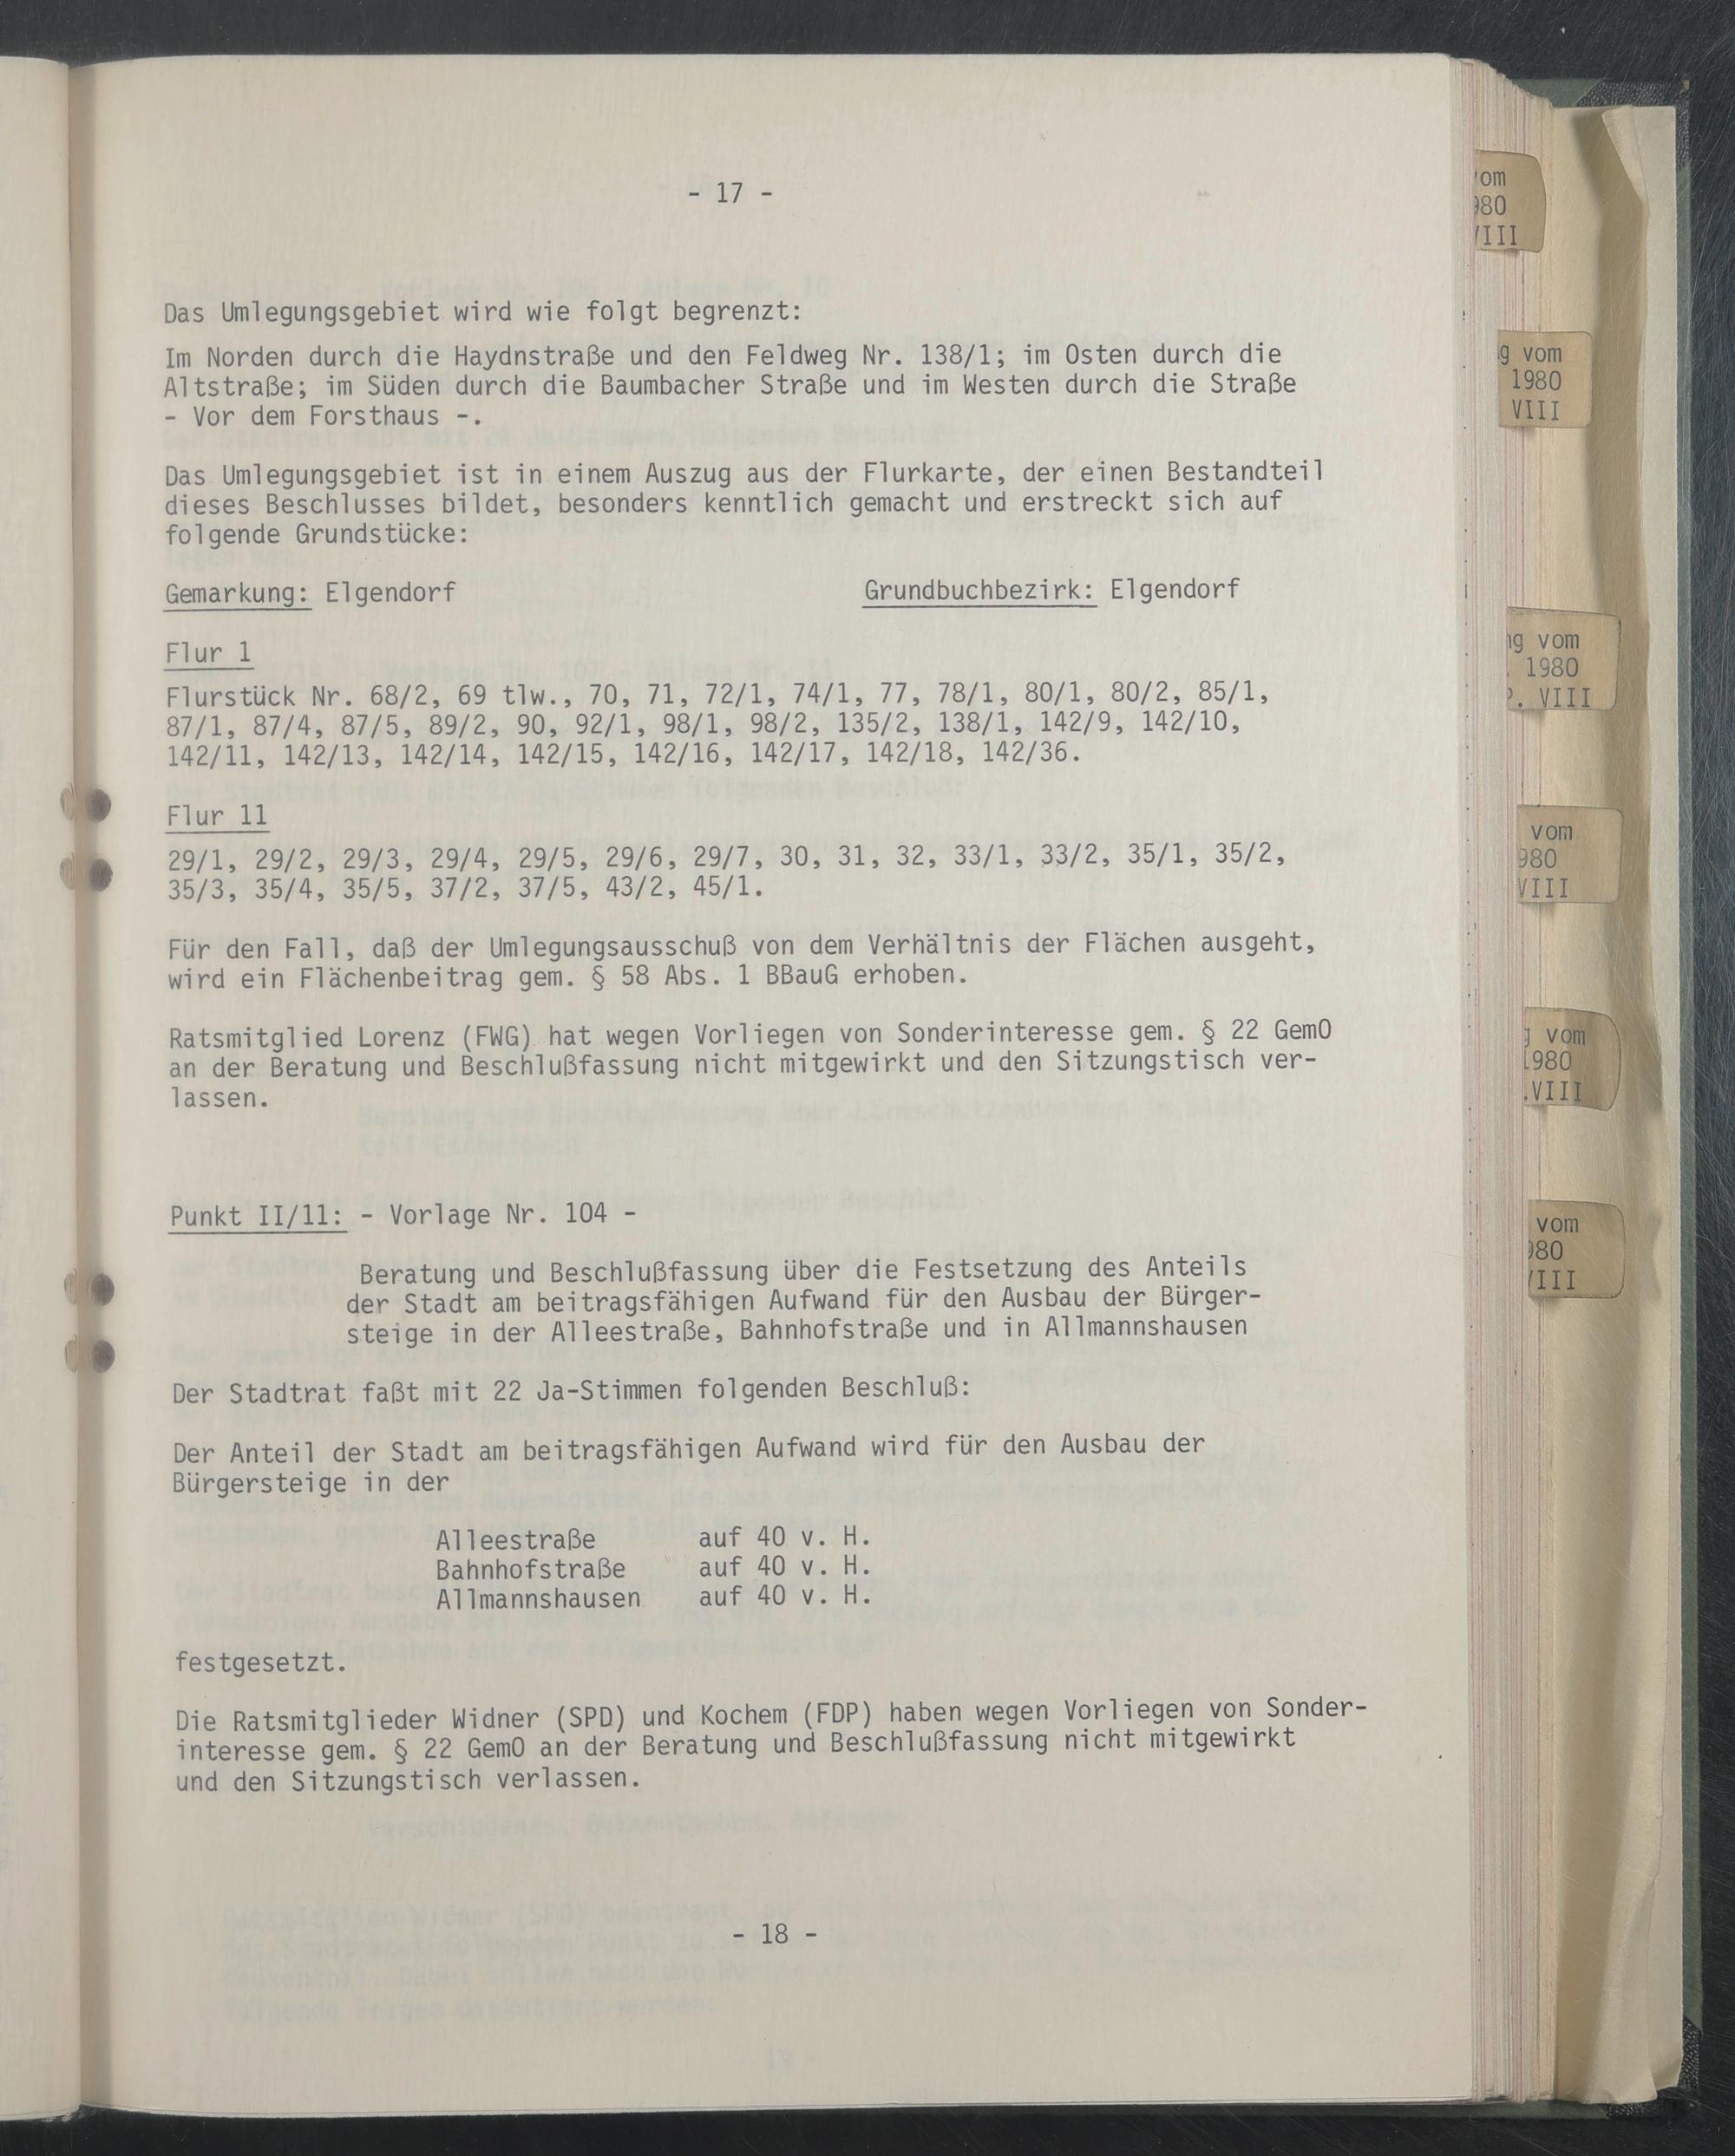 - 17 -
Das Umlegungsgebiet wird wie folgt begrenzt:
Im Norden durch die Haydnstraße und den Feldweg Nr. 138/1; im Osten durch die
Altstraße; im Süden durch die Baumbacher Straße und im Westen durch die Straße
- Vor dem Forsthaus -.
Das Umlegungsgebiet ist in einem Auszug aus der Flurkarte, der einen Bestandteil
dieses Beschlusses bildet, besonders kenntlich gemacht und erstreckt sich auf
folgende Grundstücke:
Gemarkung: Elgendorf Grundbuchbezirk: Elgendorf
Flur 1
Flurstück Nr. 68/2, 69 tlw., 70, 71, 72/1, 74/1, 77, 78/1, 80/1, 80/2, 85/1,
87/1, 87/4, 87/5, 89/2, 90, 92/1, 98/1, 98/2, 135/2, 138/1, 142/9, 142/10,
142/11, 142/13, 142/14, 142/15, 142/16, 142/17, 142/18, 142/36.
Flur 11
29/1, 29/2, 29/3, 29/4, 29/5, 29/6, 29/7, 30, 31, 32, 33/1, 33/2, 35/1, 35/2,
35/3, 35/4, 35/5, 37/2, 37/5, 43/2, 45/1.
Für den Fall, daß der Umlegungsausschuß von dem Verhältnis der Flächen ausgeht,
wird ein Flächenbeitrag gem. § 58 Abs. 1 BBauG erhoben.
Ratsmitglied Lorenz (FWG) hat wegen Vorliegen von Sonderinteresse gem. § 22 GemO
an der Beratung und Beschlußfassung nicht mitgewirkt und den Sitzungstisch ver-
lassen.
Punkt II/11: - Vorlage Nr. 104 -
Beratung und Beschlußfassung über die Festsetzung des Anteils
der Stadt am beitragsfähigen Aufwand für den Ausbau der Bürger-
steige in der Alleestraße, Bahnhofstraße und in Allmannshausen
Der Stadtrat faßt mit 22 Ja-Stimmen folgenden Beschluß:
Der Anteil der Stadt am beitragsfähigen Aufwand wird für den Ausbau der
Bürgersteige in der
Alleestraße auf 40 v. H.
Bahnhofstraße auf 40 v. H.
Allmannshausen auf 40 v. H.
festgesetzt.
Die Ratsmitglieder Widner (SPD) und Kochem (FDP) haben wegen Vorliegen von Sonder-
interesse gem. § 22 GemO an der Beratung und Beschlußfassung nicht mitgewirkt
und den Sitzungstisch verlassen.
- 18 -
vom
1980
VIII
vom
1980
VIII
vom
VIII
vom
1980
VIII
vom